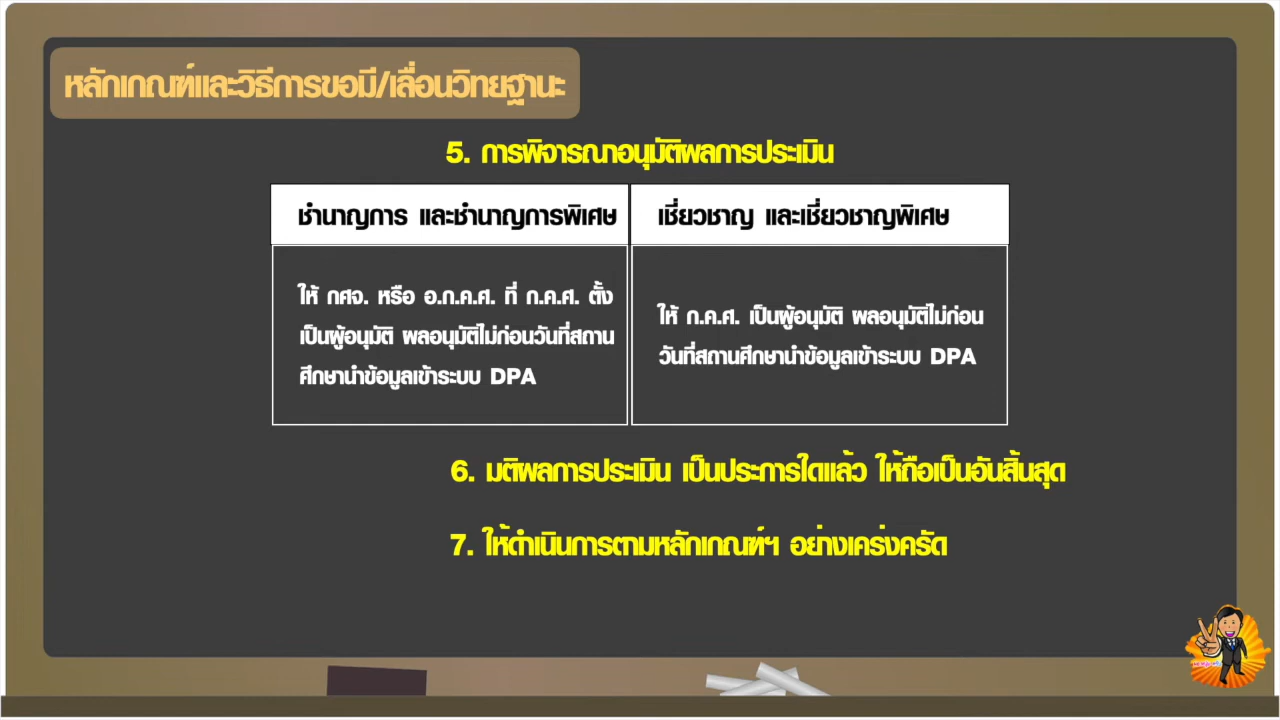 หลักเกณฑ์และวิธีการขอมี/เลื่อนวิทยฐานะ
5. การพิจารณาอนุมัติผลการประเมิน
ชำนาญการ และชำนาญการพิเศษ
เชี่ยวชาญ และเชี่ยวชาญพิเศษ
ให้ กศจ. หรือ อ.ก.ค.ศ. ที่ ก.ค.ศ. ตั้ง
เป็นผู้อนุมัติ ผลอนุมัติไม่ก่อนวันที่สถาน
ศึกษานำข้อมูลเข้าระบบ DPA
ให้ ก.ค.ศ. เป็นผู้อนุมัติ ผลอนุมัติไม่ก่อน
วันที่สถานศึกษานำข้อมูลเข้าระบบ DPA
6. มติผลการประเมิน เป็นประการใดแล้ว ให้ถือเป็นอันสิ้นสุด
7. ให้ดำเนินการตามหลักเกณฑ์ฯ อย่างเคร่งครัด